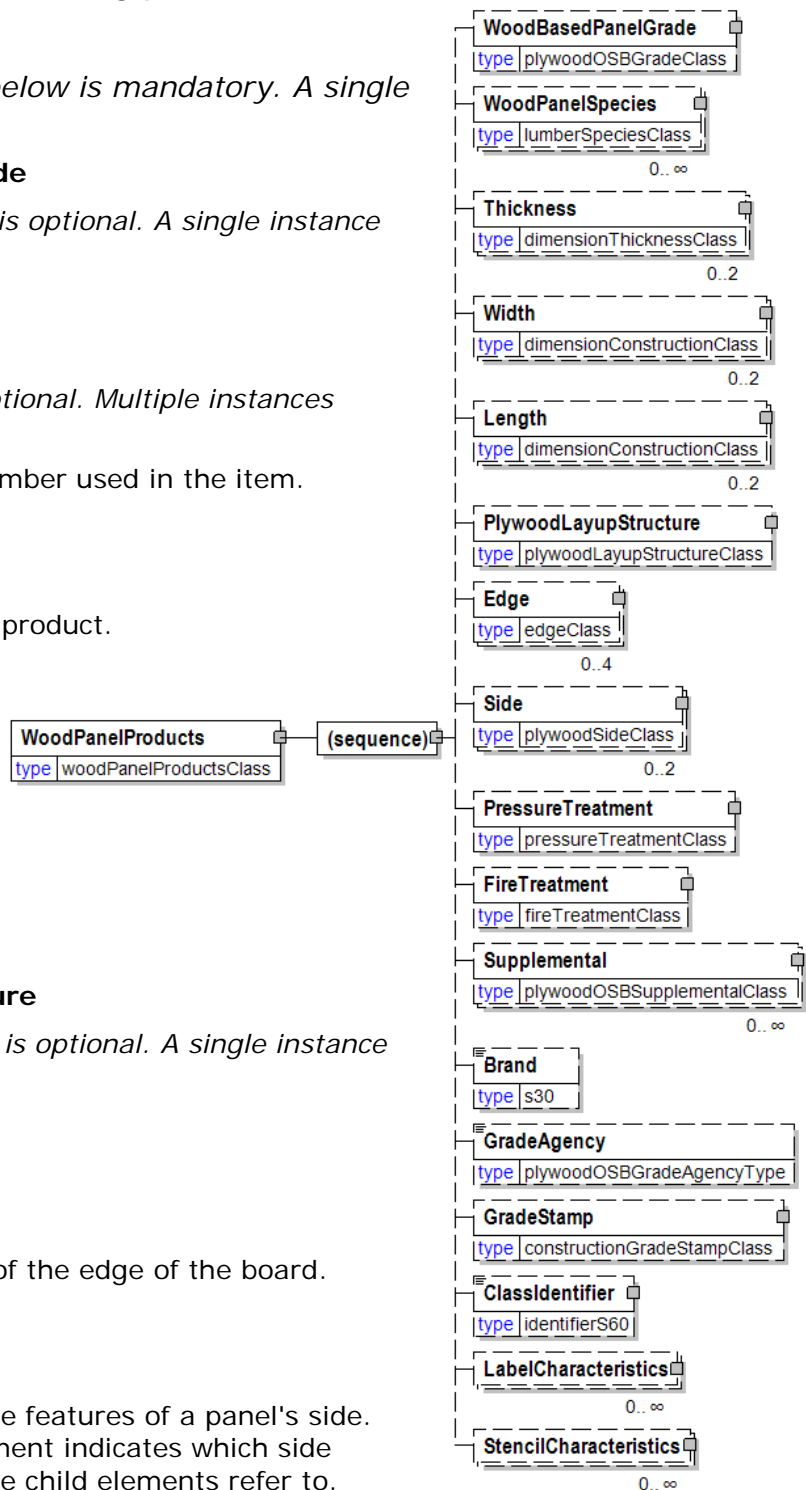 below is mandatory. A single
de
is optional. A single instance
tional. Multiple instances
mber used in the item.
product.
ure
is optional. A single instance
of the edge of the board.
e features of a panel's side.
ment indicates which side
e child elements refer to.
WoodPanelProducts
type woodPanelProductsClass
(sequence)
WoodBasedPanelGrade
type plywoodOSBGradeClass
WoodPanelSpecies
type lumberSpeciesClass
0..∞
Thickness
type dimensionThicknessClass
0..2
Width
type dimensionConstructionClass
0..2
Length
type dimensionConstructionClass
0..2
PlywoodLayupStructure
type plywoodLayupStructureClass
Edge
type edgeClass
0..4
Side
type plywoodSideClass
0..2
PressureTreatment
type pressureTreatmentClass
FireTreatment
type fireTreatmentClass
Supplemental
type plywoodOSBSupplementalClass
0..∞
Brand
type s30
GradeAgency
type plywoodOSBGradeAgencyType
GradeStamp
type constructionGradeStampClass
ClassIdentifier
type identifierS60
LabelCharacteristics
0..∞
StencilCharacteristics
0..∞